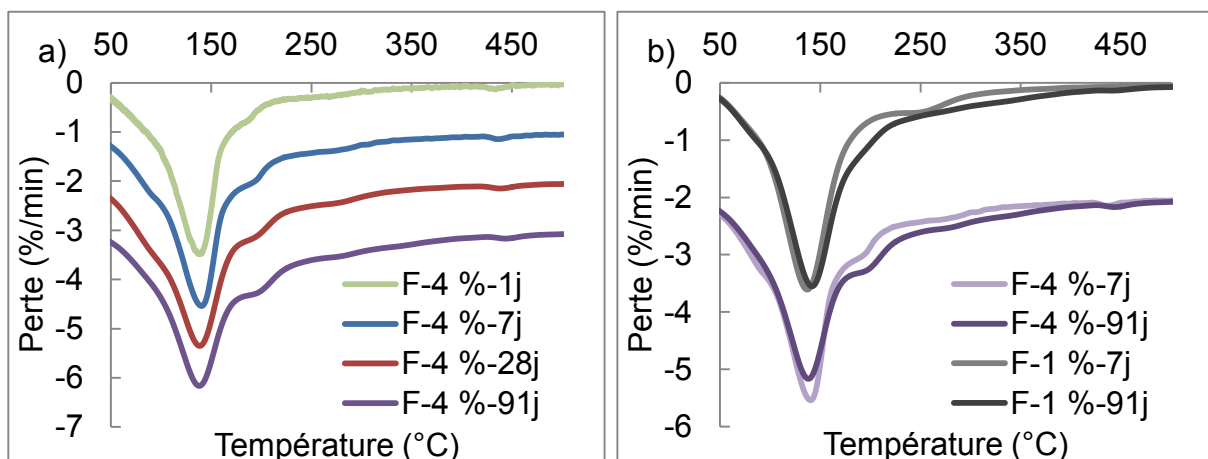 a)
50 150 250 350 450
0
-1
-2
-3
-4
-5
-6
-7
Perte (%/min)
F-4 %-1j
F-4 %-7j
F-4 %-28j
F-4 %-91j
Température (°C)
b)
50 150 250 350 450
0
-1
-2
-3
-4
-5
-6
Perte (%/min)
F-4 %-7j
F-4 %-91j
F-1 %-7j
F-1 %-91j
Température (°C)